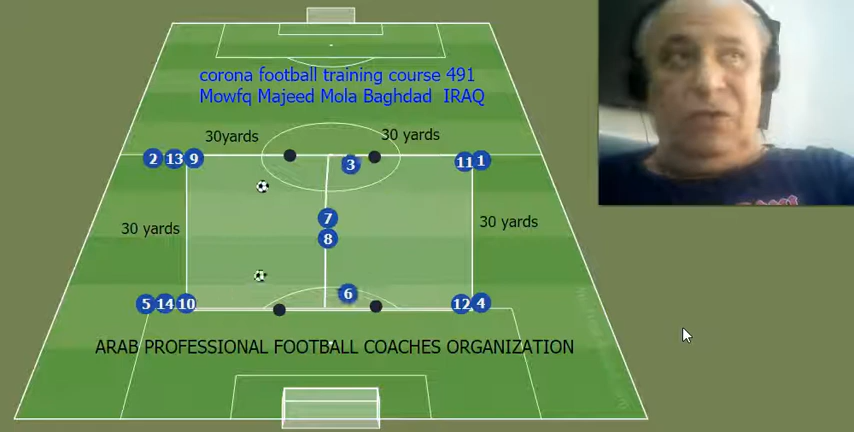 corona football training course 491
Mowfq Majeed Mola Baghdad IRAQ
30yards
30 yards
2 13 9
3
11 1
7
30 yards
30 yards
8
6
5 14 10
12 4
ARAB PROFESSIONAL FOOTBALL COACHES ORGANIZATION